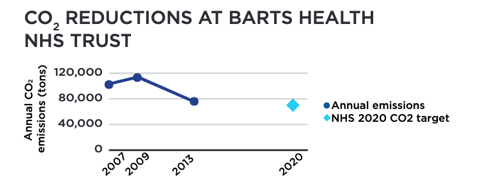 CO₂ REDUCTIONS AT BARTS HEALTH
NHS TRUST
Annual CO₂
emissions (tons)
120,000
80,000
40,000
0
2007
2009
2013
2020
Annual emissions
NHS 2020 CO2 target